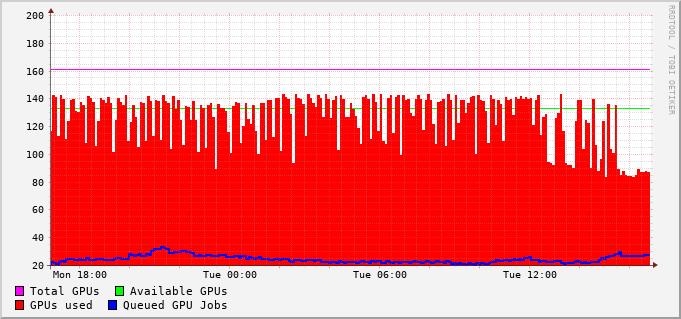 200
180
160
140
120
100
80
60
40
20
Mon 18:00 Tue 00:00 Tue 06:00 Tue 12:00
Total GPUs Available GPUs
GPUs used Queued GPU Jobs
RRDTOOL / TOBI OETIKER